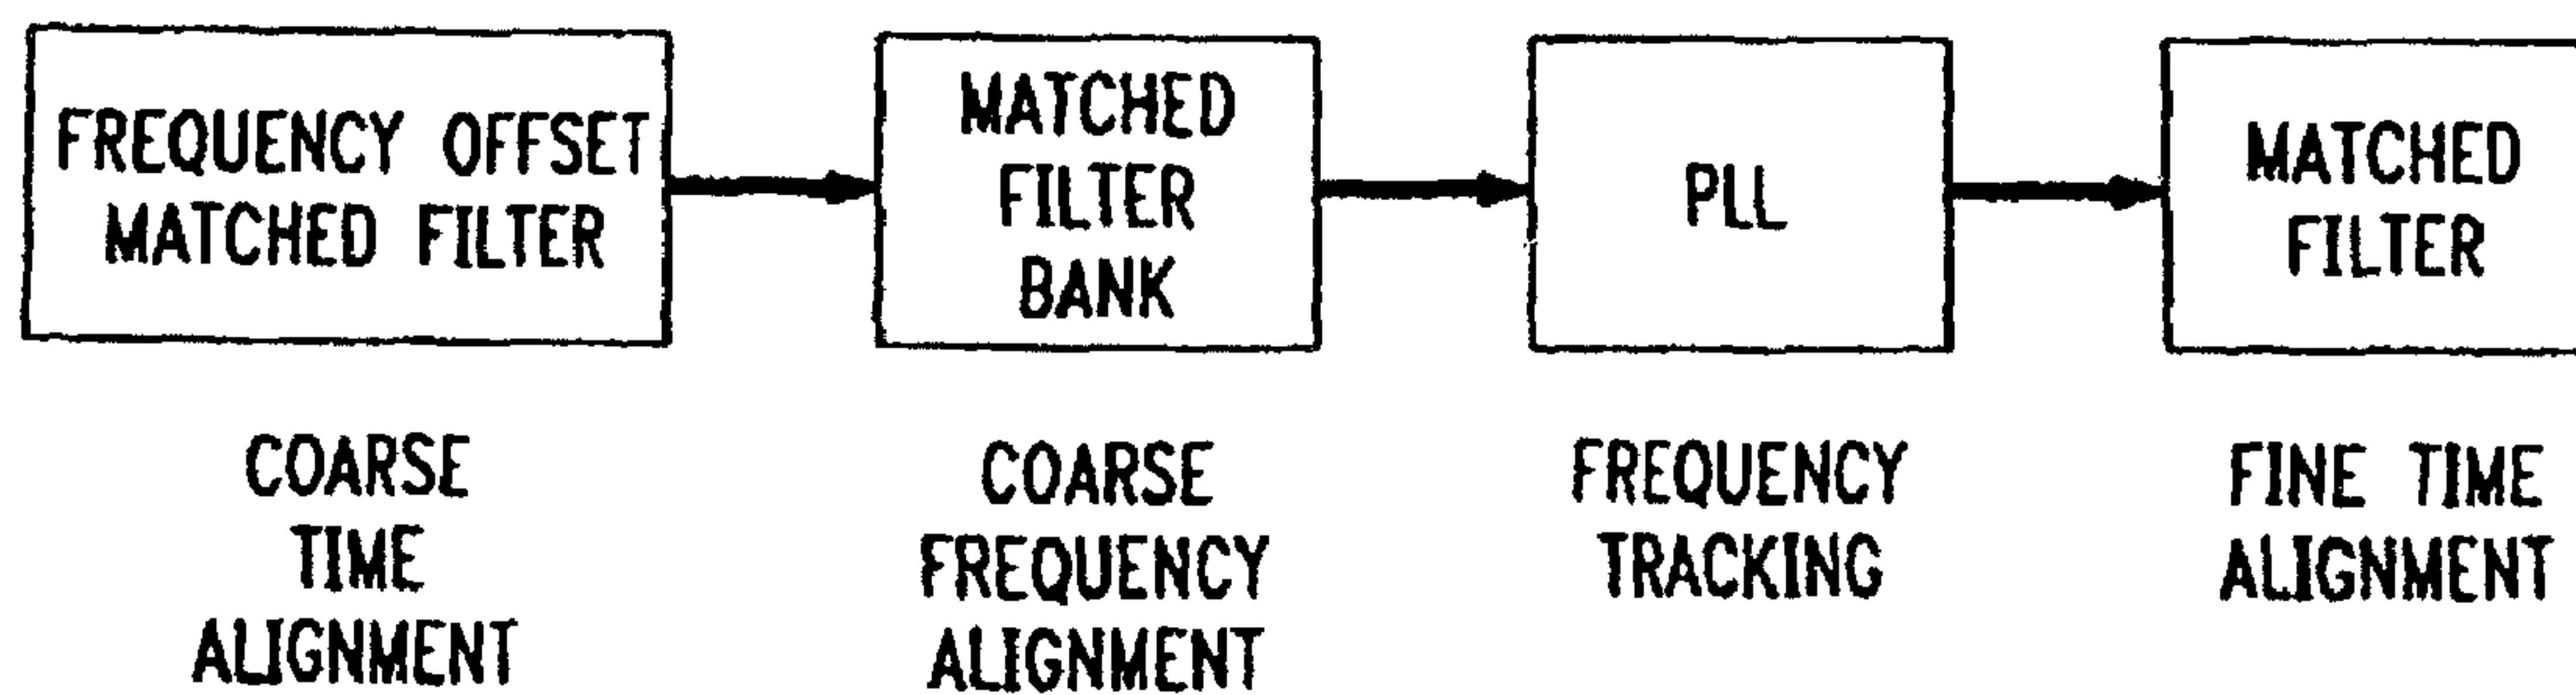 FREQUENCY OFFSET
MATCHED FILTER
MATCHED
FILTER
BANK
PLL
MATCHED
FILTER
COARSE
TIME
ALIGNMENT
COARSE
FREQUENCY
ALIGNMENT
FREQUENCY
TRACKING
FINE TIME
ALIGNMENT